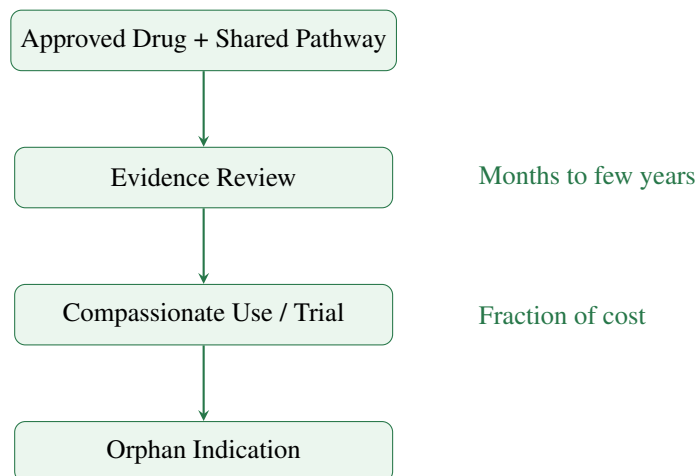 Approved Drug + Shared Pathway
Evidence Review
Months to few years
Compassionate Use / Trial
Fraction of cost
Orphan Indication